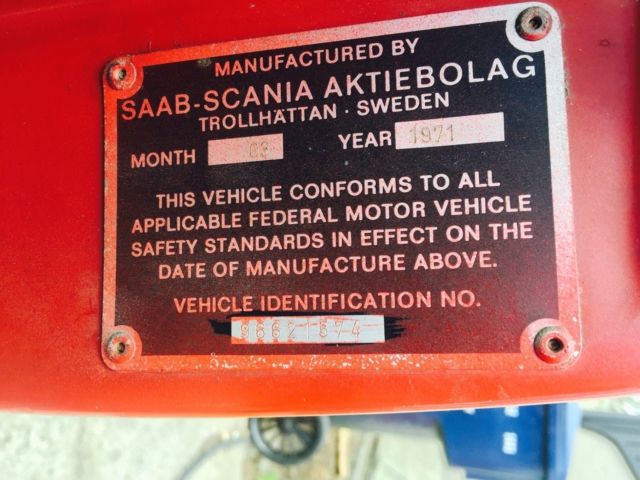 MANUFACTURED BY
SAAB-SCANIA AKTIEBOLAG
TROLLHÄTTAN · SWEDEN
MONTH 03 YEAR 1971
THIS VEHICLE CONFORMS TO ALL
APPLICABLE FEDERAL MOTOR VEHICLE
SAFETY STANDARDS IN EFFECT ON THE
DATE OF MANUFACTURE ABOVE.
VEHICLE IDENTIFICATION NO.